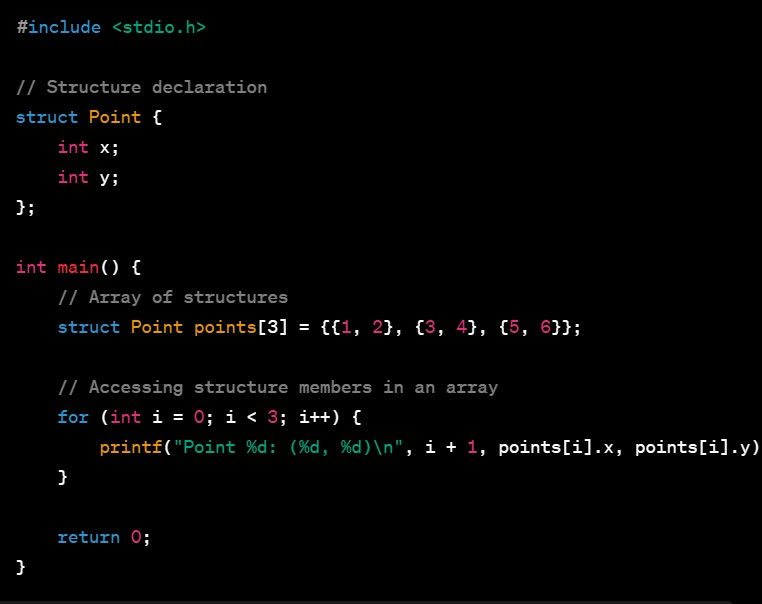 #include <stdio.h>

// Structure declaration
struct Point {
    int x;
    int y;
};

int main() {
    // Array of structures
    struct Point points[3] = {{1, 2}, {3, 4}, {5, 6}};

    // Accessing structure members in an array
    for (int i = 0; i < 3; i++) {
        printf("Point %d: (%d, %d)\n", i + 1, points[i].x, points[i].y)
    }

    return 0;
}